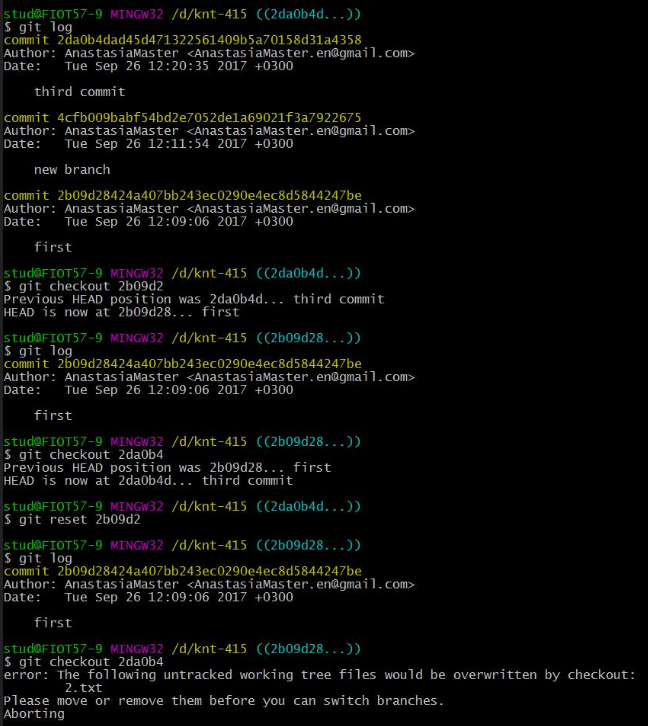 stud@FIOT57-9 MINGW32 /d/knt-415 ((2da0b4d...))
$ git log
commit 2da0b4dad45d471322561409b5a70158d31a4358
Author: AnastasiaMaster <AnastasiaMaster.en@gmail.com>
Date:   Tue Sep 26 12:20:35 2017 +0300
    third commit
commit 4cfb009babf54bd2e7052de1a69021f3a7922675
Author: AnastasiaMaster <AnastasiaMaster.en@gmail.com>
Date:   Tue Sep 26 12:11:54 2017 +0300
    new branch
commit 2b09d28424a407bb243ec0290e4ec8d5844247be
Author: AnastasiaMaster <AnastasiaMaster.en@gmail.com>
Date:   Tue Sep 26 12:09:06 2017 +0300
    first
stud@FIOT57-9 MINGW32 /d/knt-415 ((2da0b4d...))
$ git checkout 2b09d2
Previous HEAD position was 2da0b4d... third commit
HEAD is now at 2b09d28... first
stud@FIOT57-9 MINGW32 /d/knt-415 ((2b09d28...))
$ git log
commit 2b09d28424a407bb243ec0290e4ec8d5844247be
Author: AnastasiaMaster <AnastasiaMaster.en@gmail.com>
Date:   Tue Sep 26 12:09:06 2017 +0300
    first
stud@FIOT57-9 MINGW32 /d/knt-415 ((2b09d28...))
$ git checkout 2da0b4
Previous HEAD position was 2b09d28... first
HEAD is now at 2da0b4d... third commit
stud@FIOT57-9 MINGW32 /d/knt-415 ((2da0b4d...))
$ git reset 2b09d2
stud@FIOT57-9 MINGW32 /d/knt-415 ((2b09d28...))
$ git log
commit 2b09d28424a407bb243ec0290e4ec8d5844247be
Author: AnastasiaMaster <AnastasiaMaster.en@gmail.com>
Date:   Tue Sep 26 12:09:06 2017 +0300
    first
stud@FIOT57-9 MINGW32 /d/knt-415 ((2b09d28...))
$ git checkout 2da0b4
error: The following untracked working tree files would be overwritten by checkout:
        2.txt
Please move or remove them before you can switch branches.
Aborting